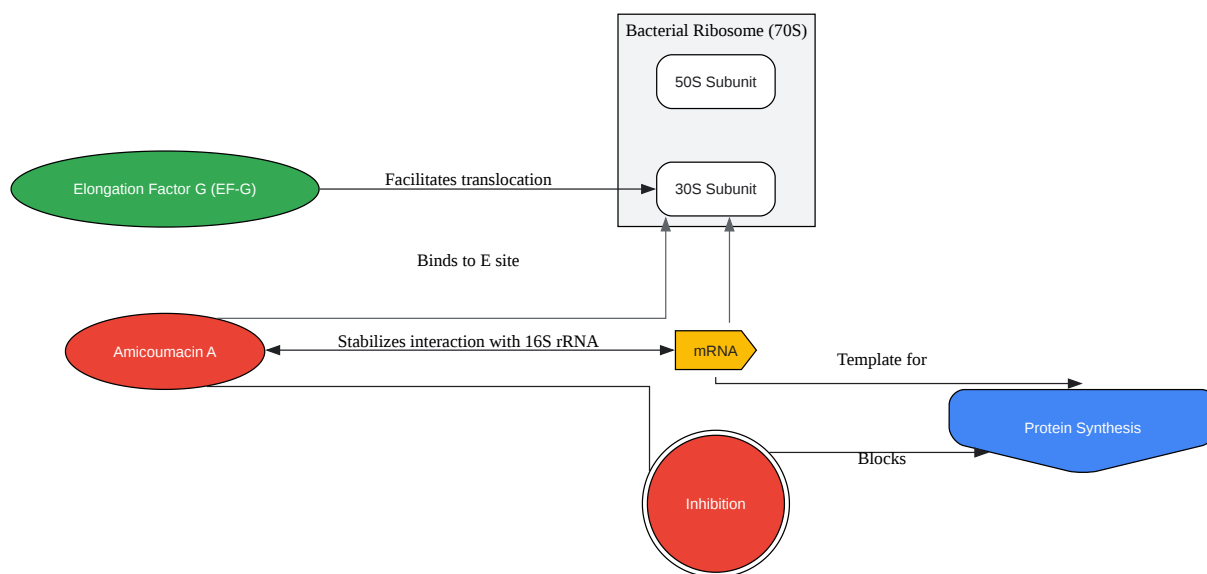 Bacterial Ribosome (70S)
50S Subunit
Elongation Factor G (EF-G)
Facilitates translocation
30S Subunit
Binds to E site
Amicoumacin A
Stabilizes interaction with 16S rRNA
mRNA
Template for
Protein Synthesis
Blocks
Inhibition